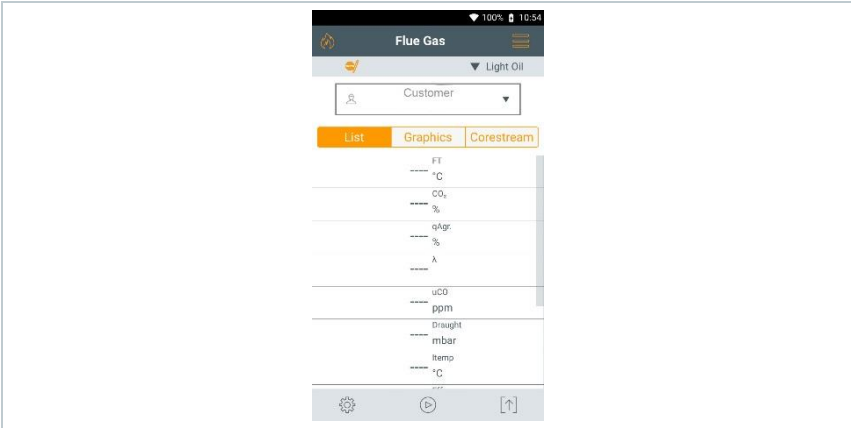 100% 10:54
Flue Gas
▼ Light Oil
Customer ▼
List Graphics Corestream
FT
---- °C
CO₂
---- %
qAgr.
---- %
λ
----
uCO
---- ppm
Draught
---- mbar
Itemp
---- °C